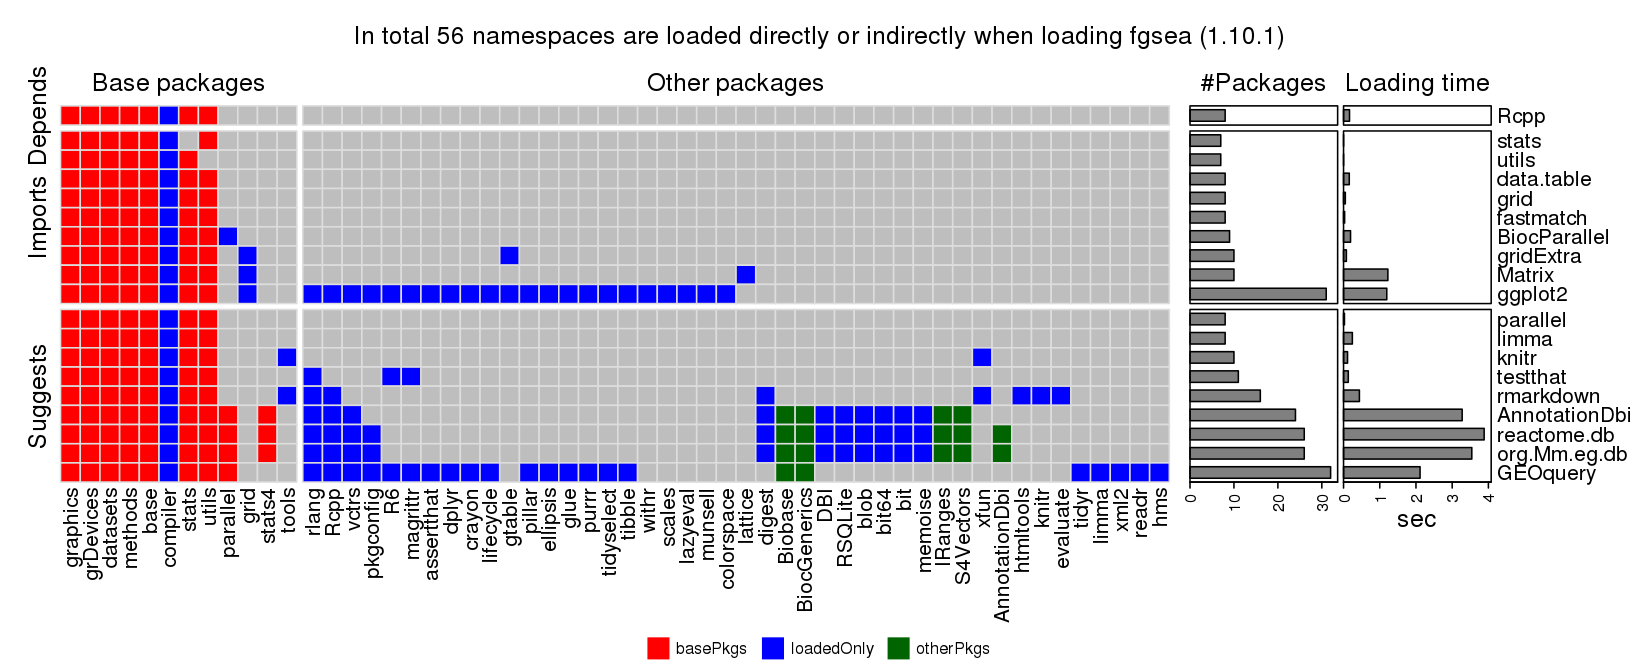 In total 56 namespaces are loaded directly or indirectly when loading fgsea (1.10.1)
Base packages
Other packages
#Packages
Loading time
Depends
Imports
Suggests
Rcpp
stats
utils
data.table
grid
fastmatch
BiocParallel
gridExtra
Matrix
ggplot2
parallel
limma
knitr
testthat
rmarkdown
AnnotationDbi
reactome.db
org.Mm.eg.db
GEOquery
graphics
grDevices
datasets
methods
base
compiler
stats
utils
parallel
grid
stats4
tools
rlang
Rcpp
vctrs
pkgconfig
R6
magrittr
assertthat
dplyr
crayon
lifecycle
gtable
pillar
ellipsis
glue
purrr
tidyselect
tibble
withr
scales
lazyeval
munsell
colorspace
lattice
digest
Biobase
BiocGenerics
DBI
RSQLite
blob
bit64
bit
memoise
IRanges
S4Vectors
xfun
AnnotationDbi
htmltools
knitr
evaluate
tidyr
limma
xml2
readr
hms
0 10 20 30
0 1 2 3 4
sec
basePkgs
loadedOnly
otherPkgs